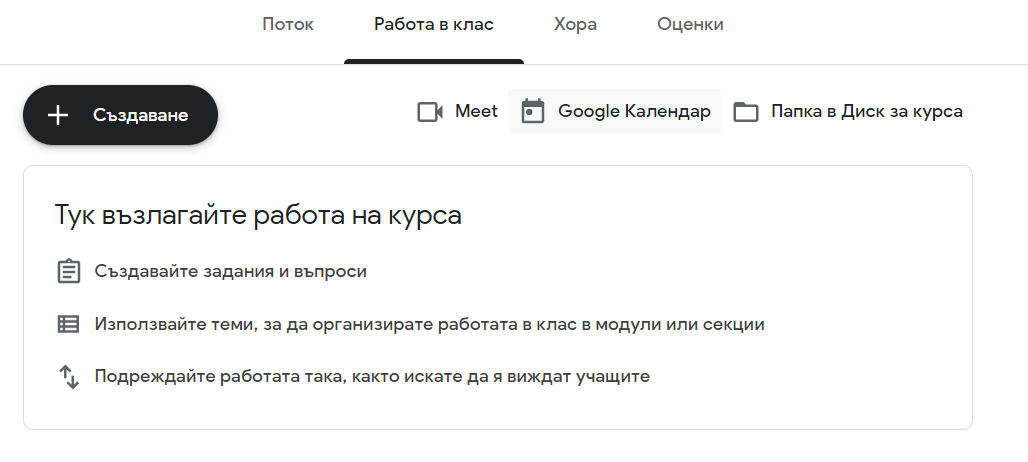 Поток Работа в клас Хора Оценки
Създаване Meet Google Календар Папка в Диск за курса
Тук възлагайте работа на курса
Създавайте задания и въпроси
Използвайте теми, за да организирате работата в клас в модули или секции
Подреждайте работата така, както искате да я виждат учащите